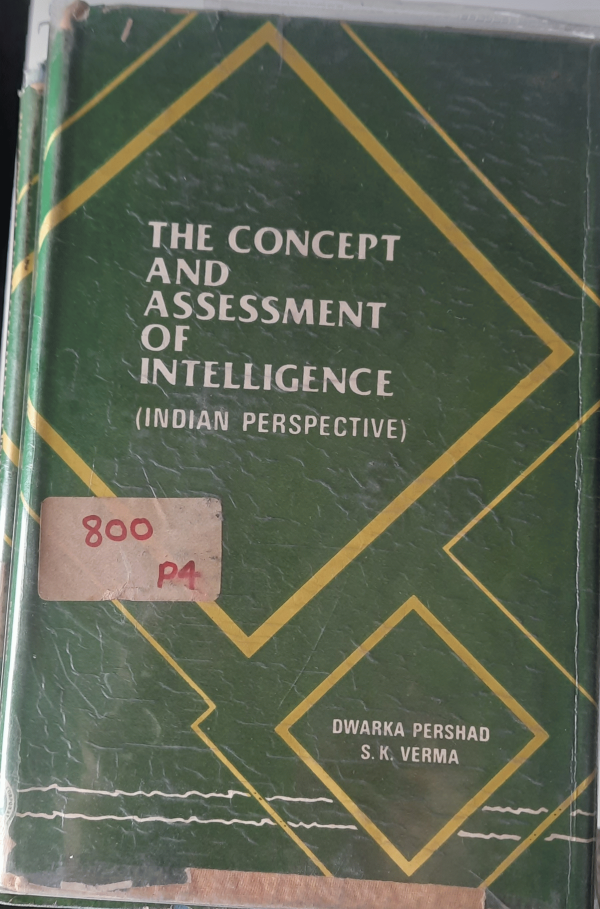 THE CONCEPT
AND
ASSESSMENT
OF
INTELLIGENCE
(INDIAN PERSPECTIVE)
800
P4
DWARKA PERSHAD
S. K. VERMA